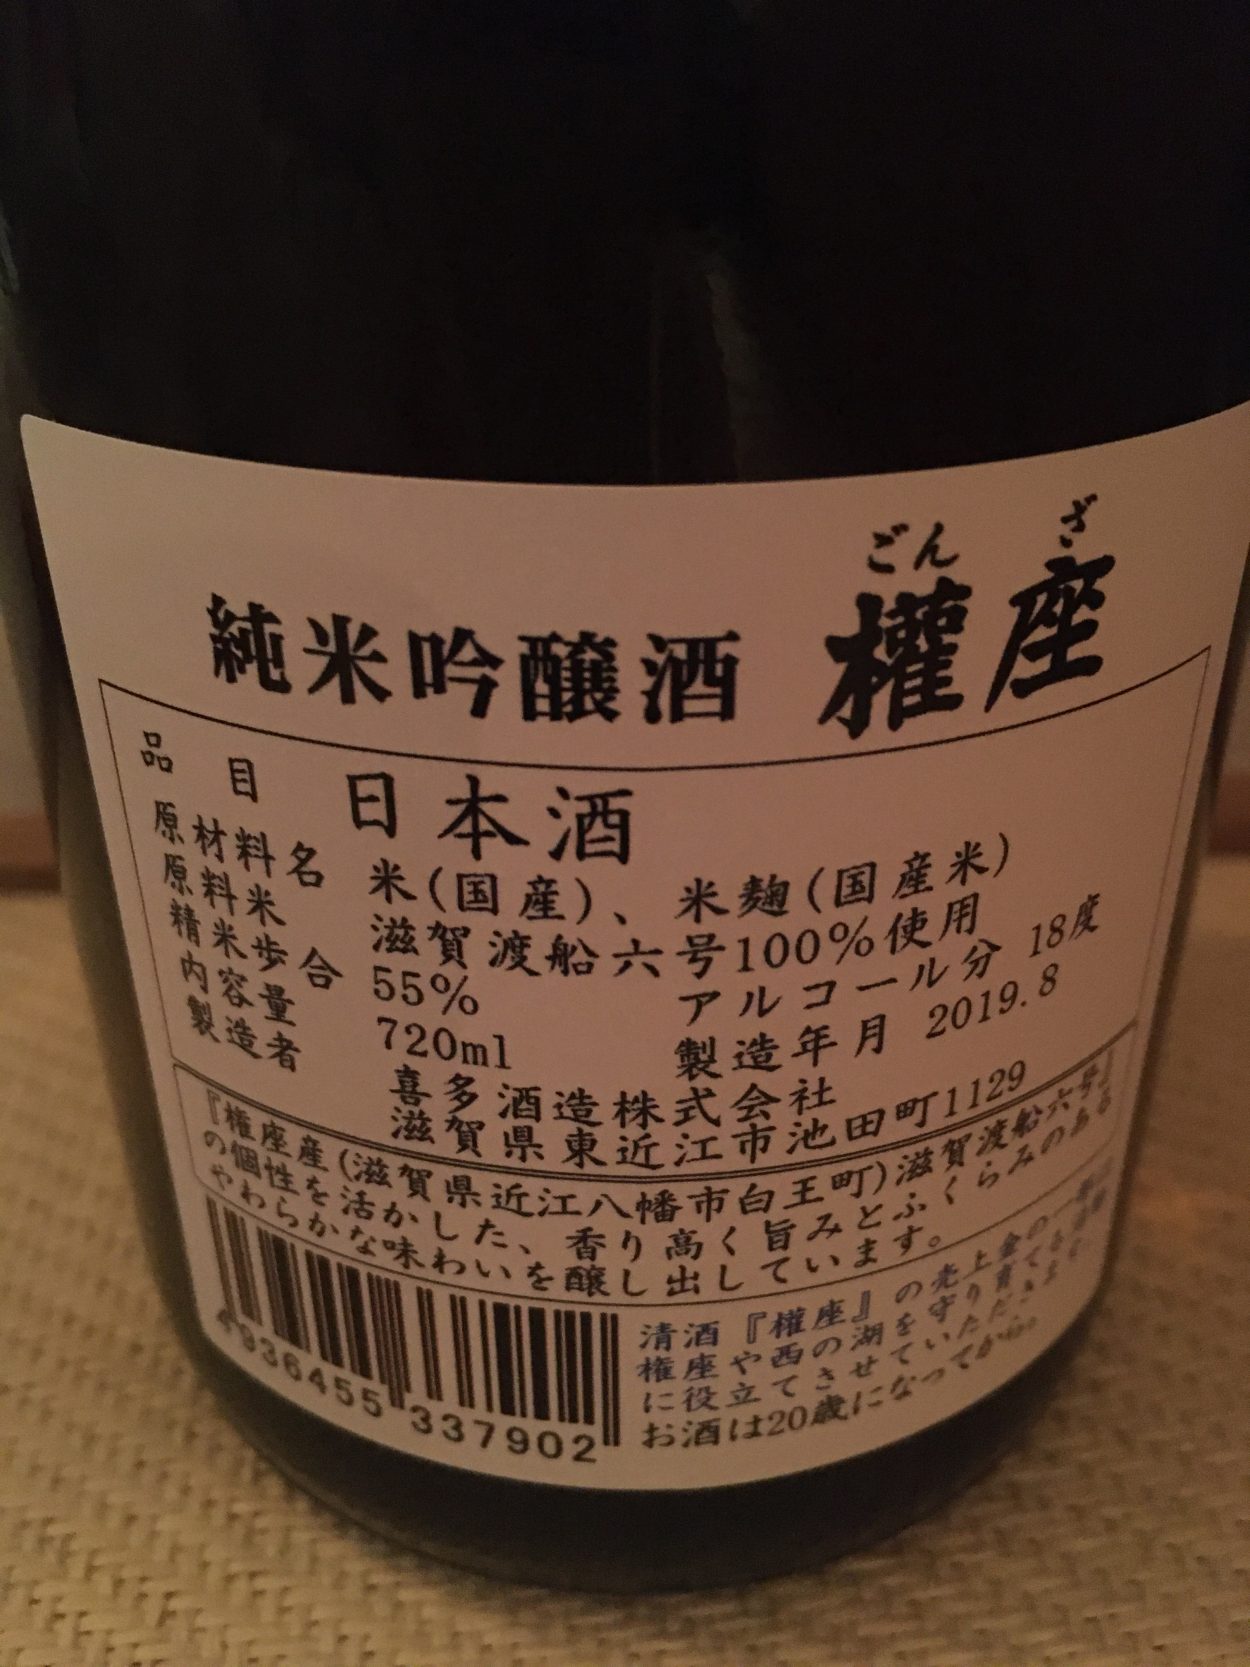 ごんざ
純米吟醸酒 權座
品目 日本酒
原材料名 米(国産)、米麹(国産米)
原料米 滋賀渡船六号100%使用
精米歩合 55% アルコール分 18度
内容量 720ml 製造年月 2019.8
製造者 喜多酒造株式会社
滋賀県東近江市池田町1129
『権座産(滋賀県近江八幡市白王町)滋賀渡船六号』
の個性を活かした、香り高く旨みとふくらみのある
やわらかな味わいを醸し出しています。
清酒『權座』の売上金の一部
権座や西の湖を守り育てる
に役立てさせていただきます
お酒は20歳になってから。
4936455 337902